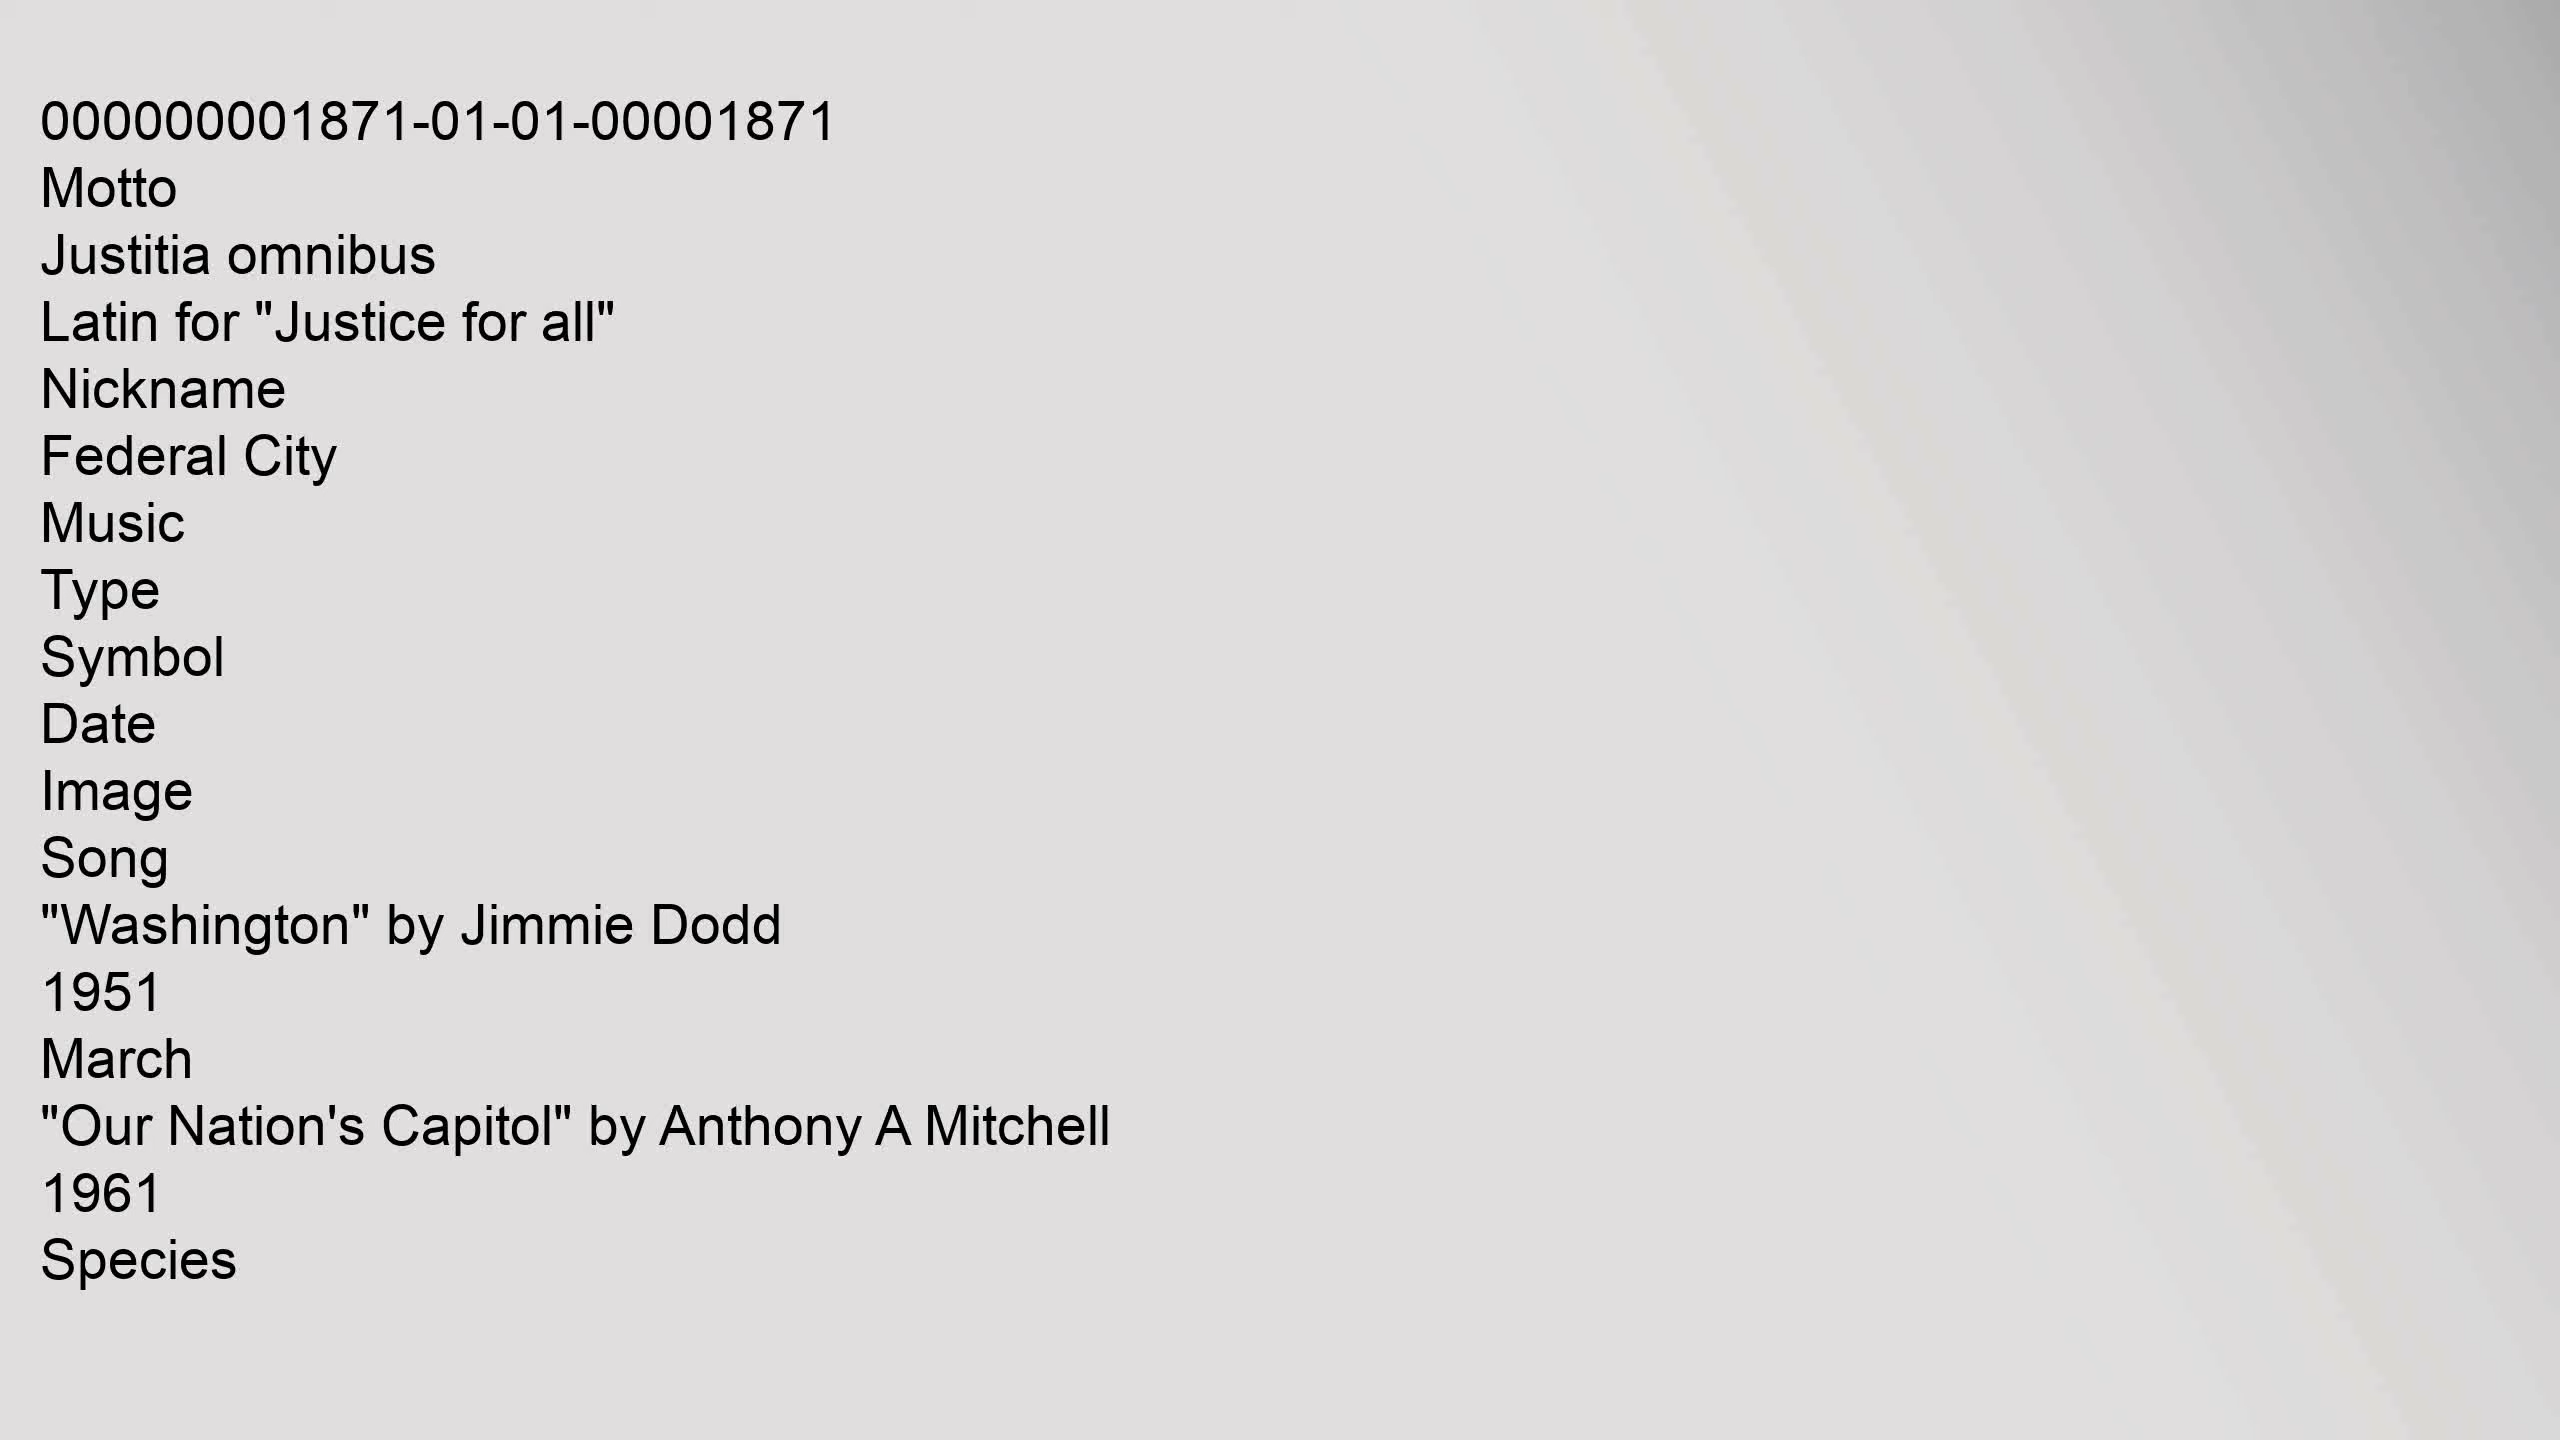 000000001871-01-01-00001871
Motto
Justitia omnibus
Latin for "Justice for all"
Nickname
Federal City
Music
Type
Symbol
Date
Image
Song
"Washington" by Jimmie Dodd
1951
March
"Our Nation's Capitol" by Anthony A Mitchell
1961
Species